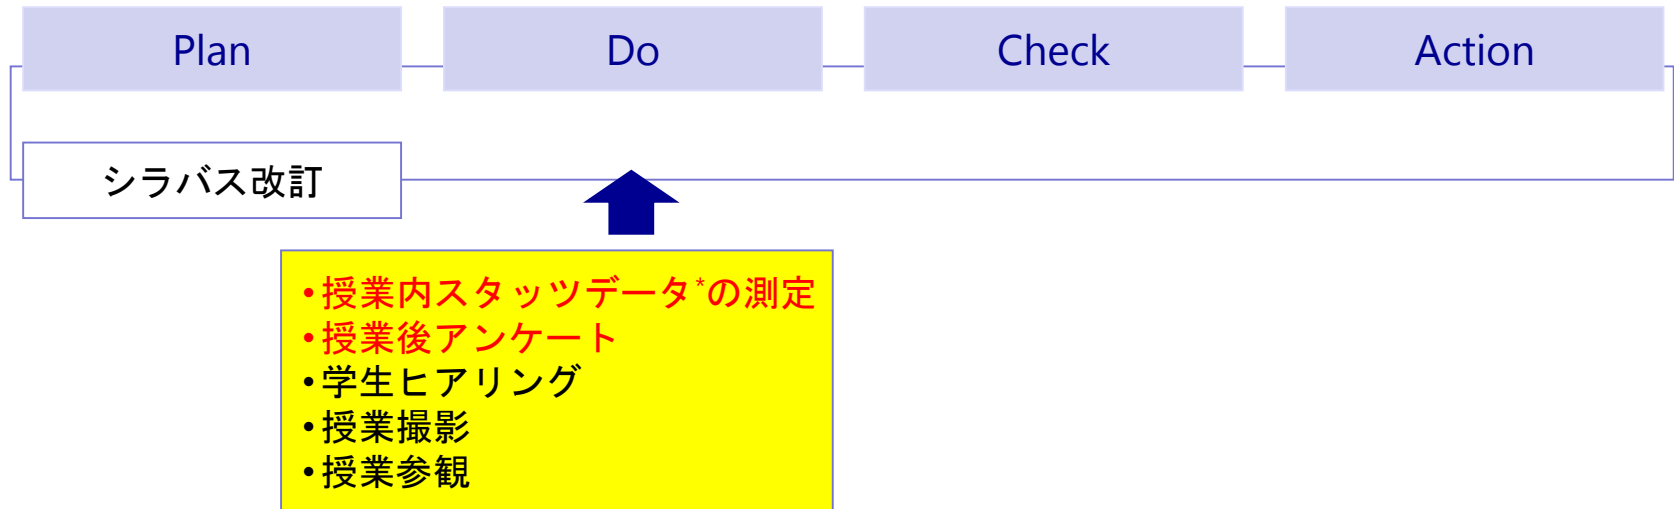 Plan
Do
Check
Action
シラバス改訂
•授業内スタッツデータ*の測定
•授業後アンケート
•学生ヒアリング
•授業撮影
•授業参観